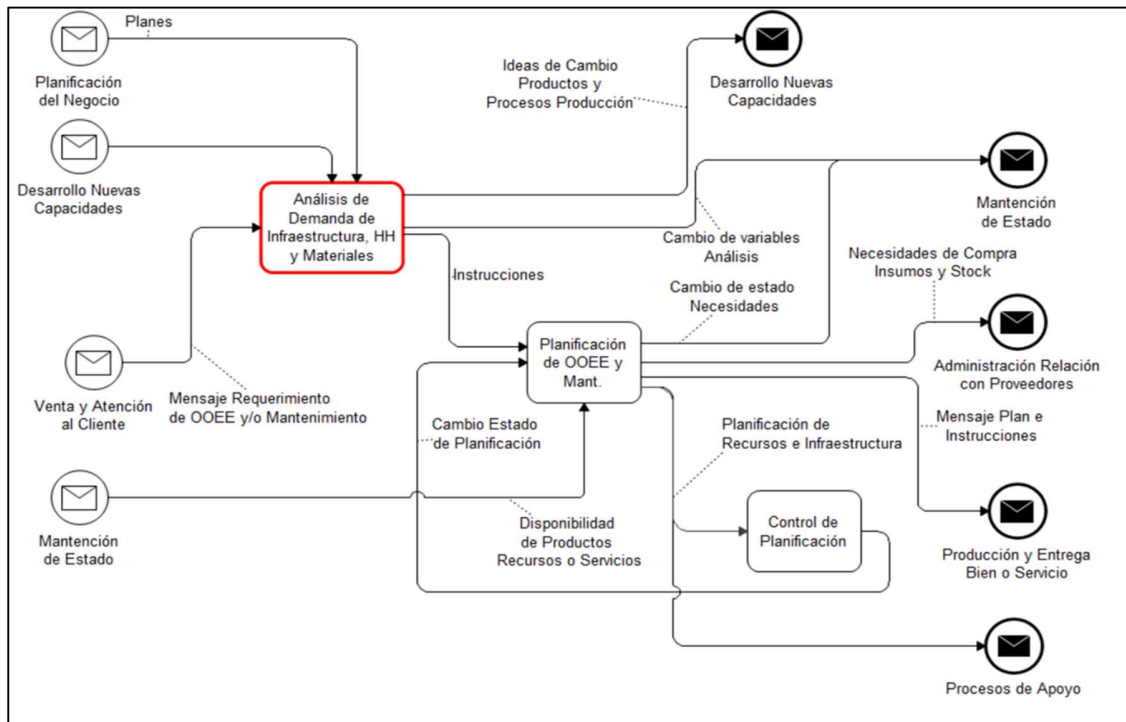 Planes
Planificación
del Negocio
Ideas de Cambio
Productos y
Procesos Producción
Desarrollo Nuevas
Capacidades
Desarrollo Nuevas
Capacidades
Análisis de
Demanda de
Infraestructura, HH
y Materiales
Mantención
de Estado
Cambio de variables
Análisis
Necesidades de Compra
Insumos y Stock
Instrucciones
Cambio de estado
Necesidades
Planificación
de OOEE y
Mant.
Administración Relación
con Proveedores
Venta y Atención
al Cliente
Mensaje Requerimiento
de OOEE y/o Mantenimiento
Cambio Estado
de Planificación
Planificación de
Recursos e Infraestructura
Mensaje Plan e
Instrucciones
Mantención
de Estado
Disponibilidad
de Productos
Recursos o Servicios
Control de
Planificación
Producción y Entrega
Bien o Servicio
Procesos de Apoyo